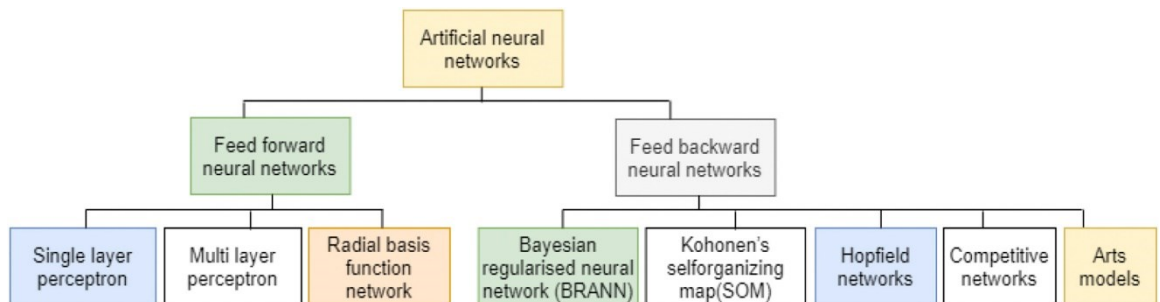 Artificial neural
networks
Feed forward
neural networks
Feed backward
neural networks
Single layer
perceptron
Multi layer
perceptron
Radial basis
function
network
Bayesian
regularised neural
network (BRANN)
Kohonen's
selforganizing
map(SOM)
Hopfield
networks
Competitive
networks
Arts
models